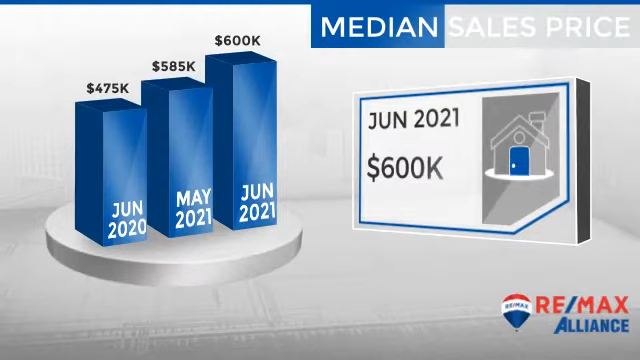 MEDIAN SALES PRICE
$600K
$585K
$475K
JUN
2020
MAY
2021
JUN
2021
JUN 2021
$600K
RE/MAX
RE/MAX
ALLIANCE